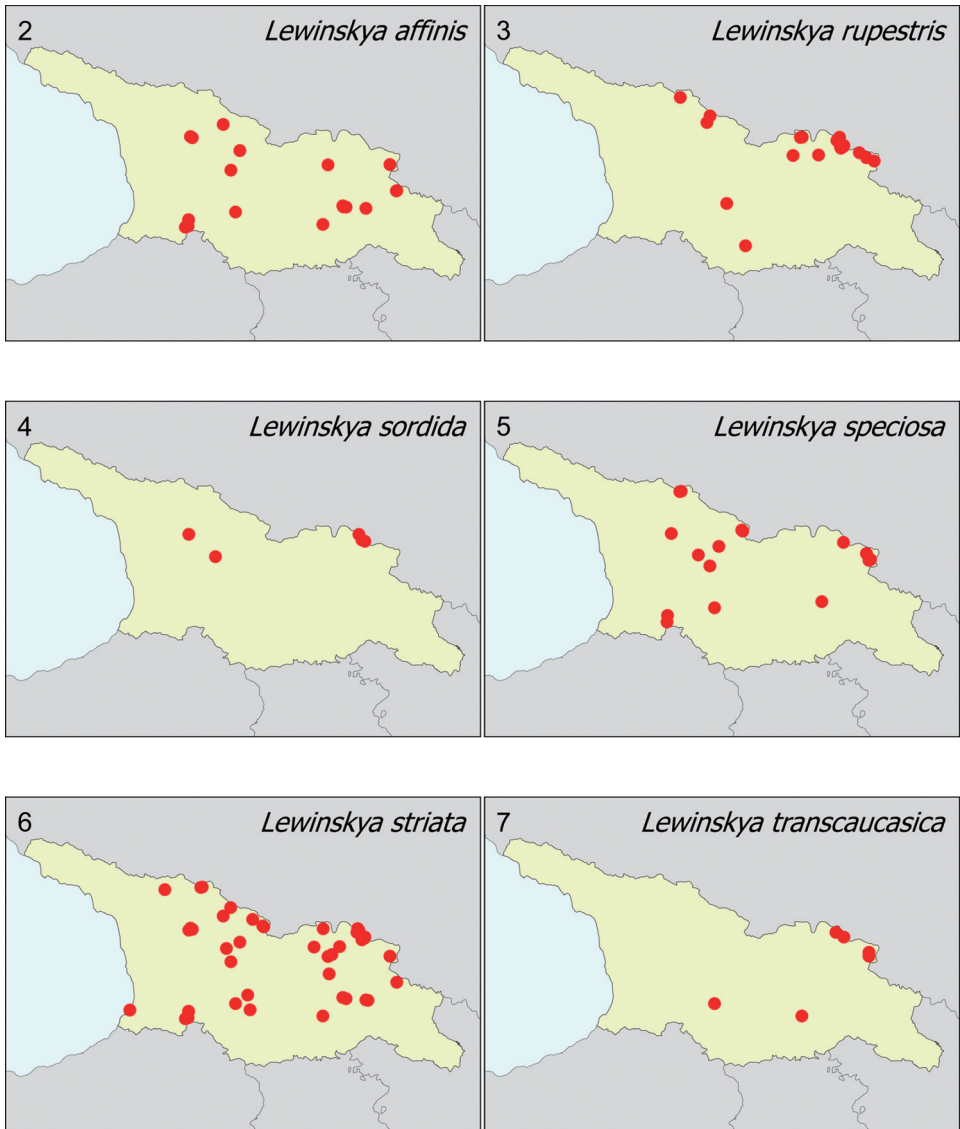 2 Lewinskya affinis
3 Lewinskya rupestris
4 Lewinskya sordida
5 Lewinskya speciosa
6 Lewinskya striata
7 Lewinskya transcaucasica